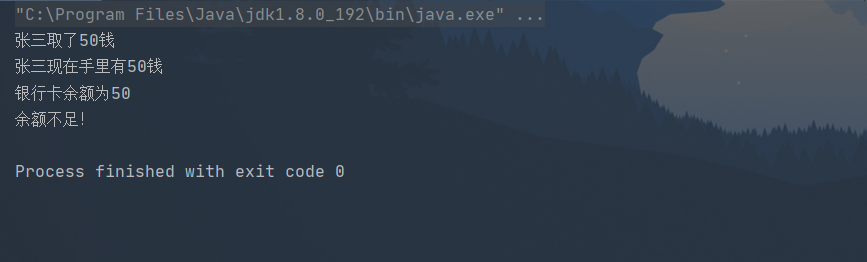 "C:\Program Files\Java\jdk1.8.0_192\bin\java.exe" ...
张三取了50钱
张三现在手里有50钱
银行卡余额为50
余额不足!
Process finished with exit code 0